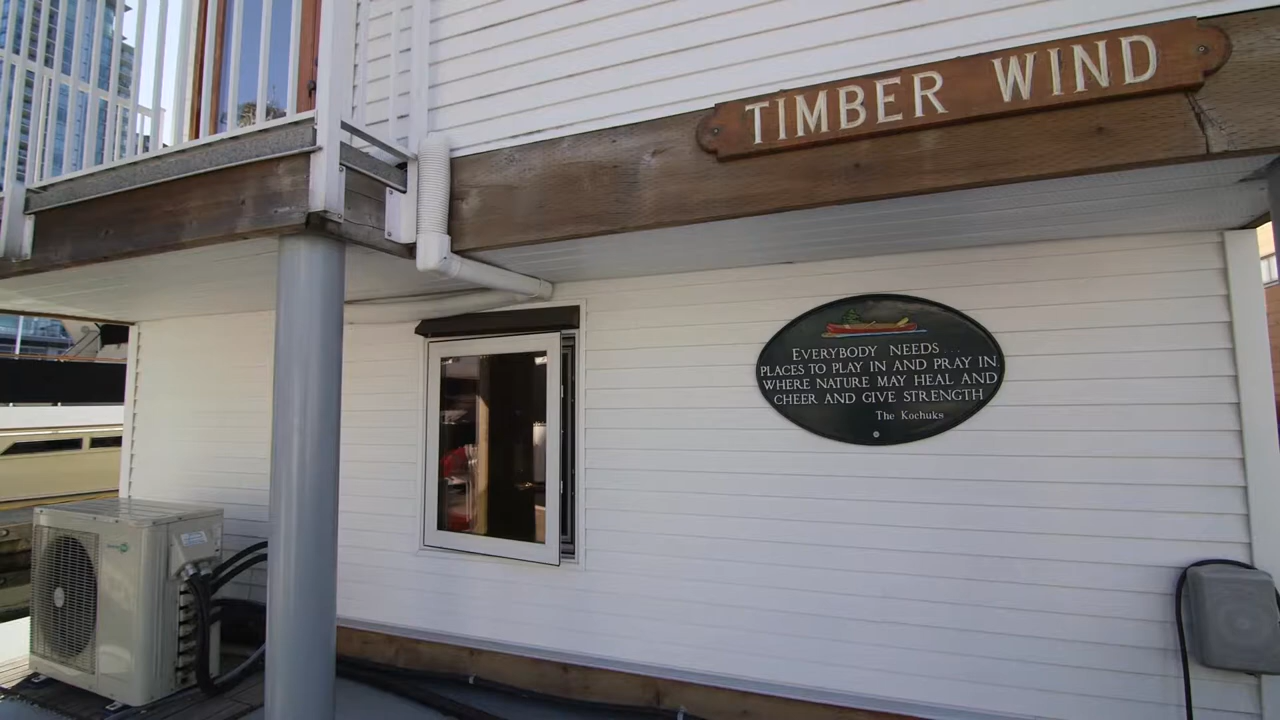 TIMBER WIND
EVERYBODY NEEDS...
PLACES TO PLAY IN AND PRAY IN,
WHERE NATURE MAY HEAL AND
CHEER AND GIVE STRENGTH
The Kochuks